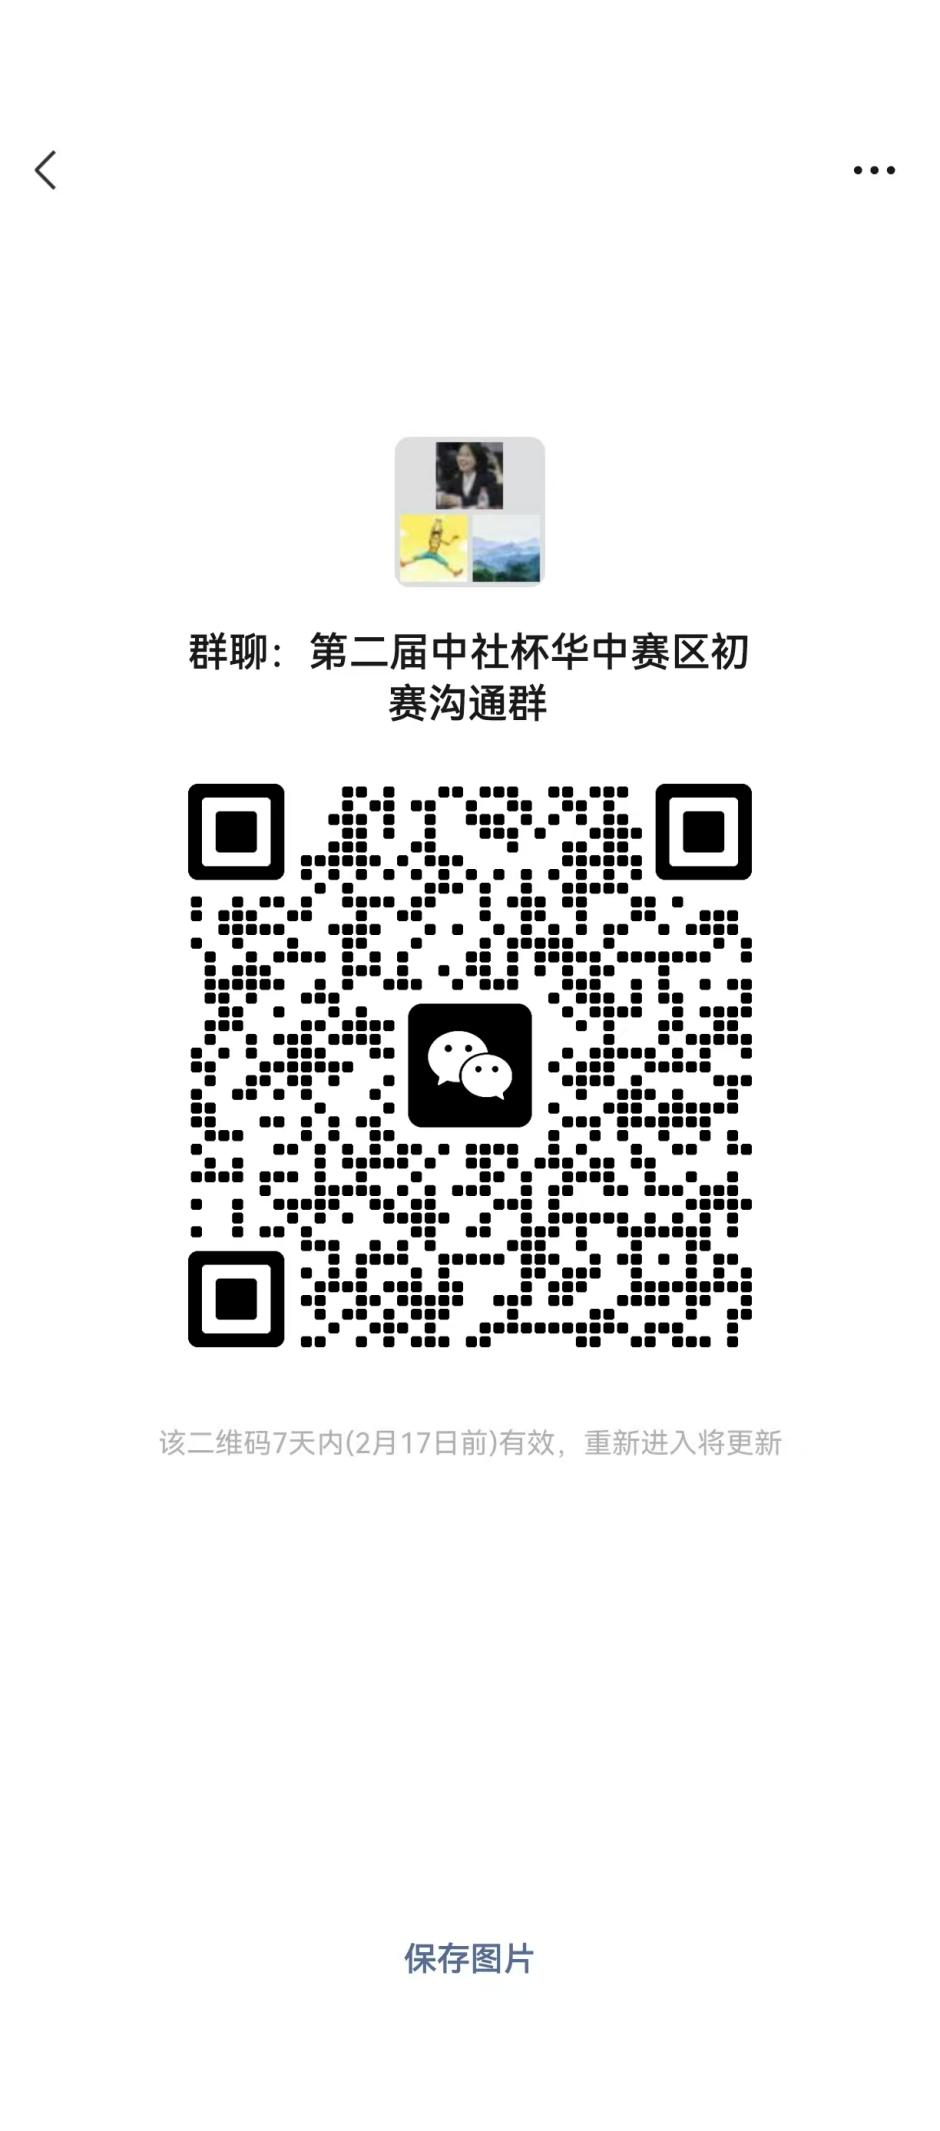 群聊：第二届中社杯华中赛区初
赛沟通群
该二维码7天内(2月17日前)有效，重新进入将更新
保存图片